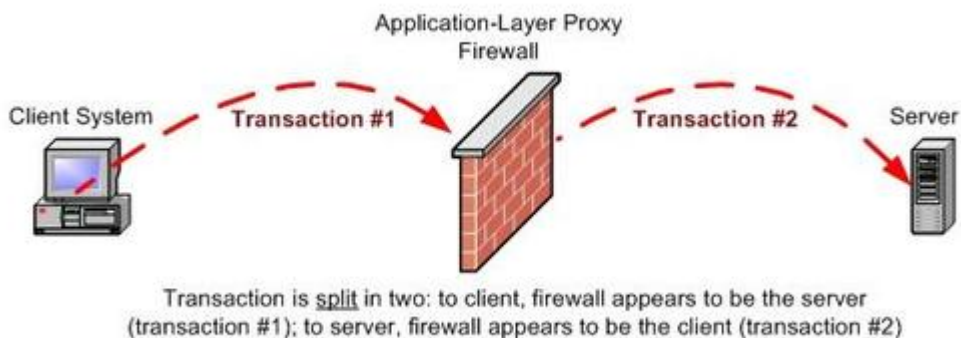 Application-Layer Proxy
Firewall
Client System
Transaction #1
Transaction #2
Server
Transaction is split in two: to client, firewall appears to be the server
(transaction #1); to server, firewall appears to be the client (transaction #2)